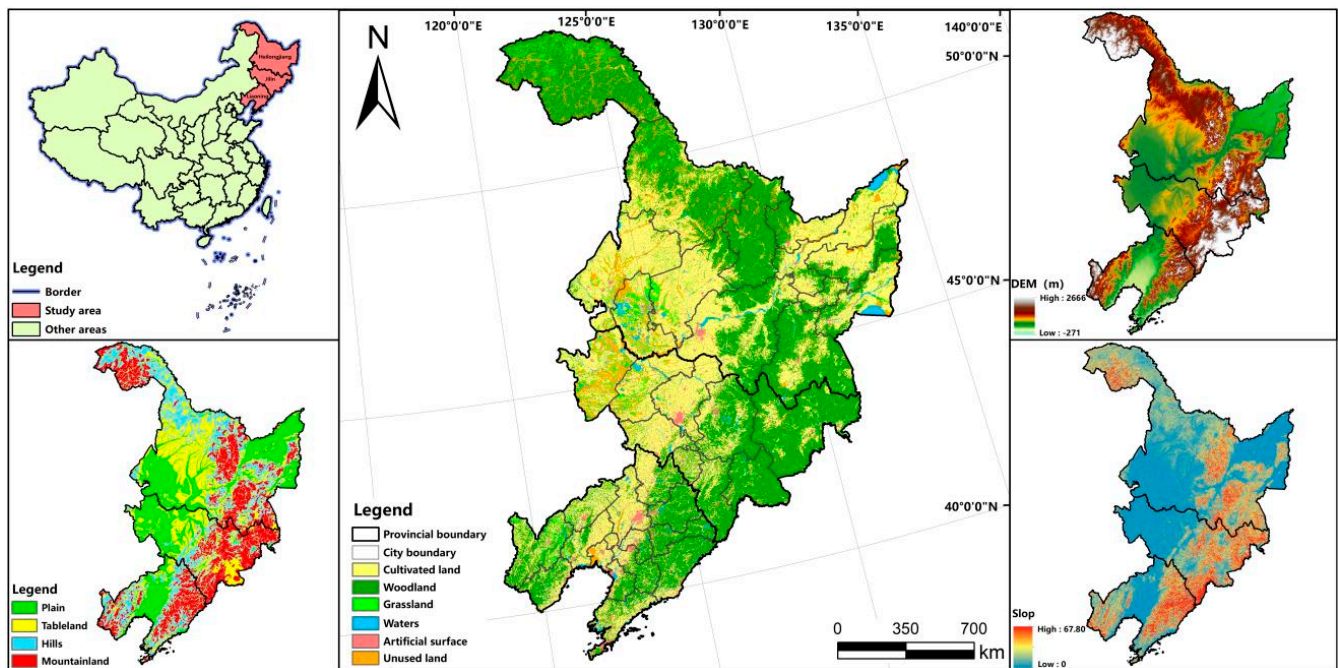 Heilongjiang
Jilin
Liaoning
Legend
Border
Study area
Other areas
Legend
Plain
Tableland
Hills
Mountainland
120°0'0"E
125°0'0"E
130°0'0"E
135°0'0"E
140°0'0"E
50°0'0"N
45°0'0"N
40°0'0"N
N
Legend
Provincial boundary
City boundary
Cultivated land
Woodland
Grassland
Waters
Artificial surface
Unused land
0 350 700
km
DEM (m)
High : 2666
Low : -271
Slop
High : 67.80
Low : 0